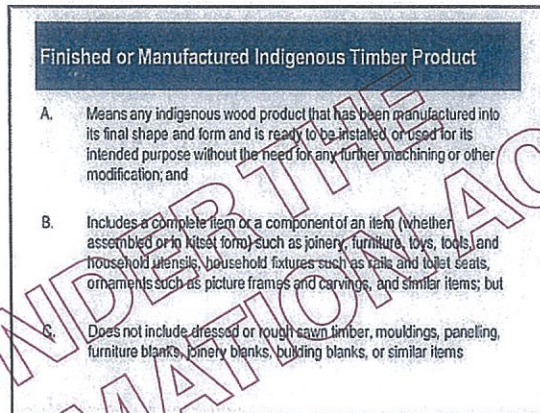 Finished or Manufactured Indigenous Timber Product
A. Means any indigenous wood product that has been manufactured into
its final shape and form and is ready to be installed or used for its
intended purpose without the need for any further machining or other
modification; and
B. Includes a complete item or a component of an item (whether
assembled or in kitset form) such as joinery, furniture, toys, tools, and
household utensils, household fixtures such as rails and toilet seats,
ornaments such as picture frames and carvings, and similar items; but
C. Does not include dressed or rough sawn timber, mouldings, panelling,
furniture blanks, joinery blanks, building blanks, or similar items
NDER THE
MATION AC